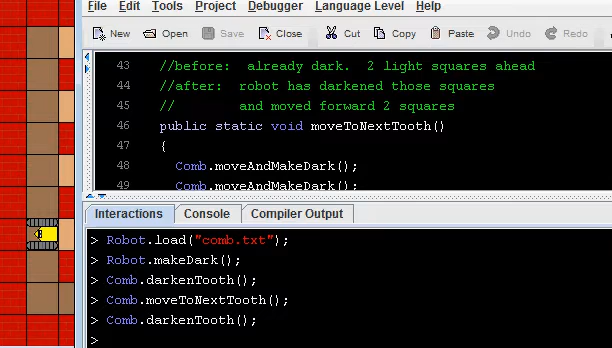 File Edit Tools Project Debugger Language Level Help
New Open Save Close Cut Copy Paste Undo Redo
43 //before: already dark. 2 light squares ahead
44 //after: robot has darkened those squares
45 // and moved forward 2 squares
46 public static void moveToNextTooth()
47 {
48 Comb.moveAndMakeDark();
49 Comb.moveAndMakeDark();
Interactions Console Compiler Output
> Robot.load("comb.txt");
> Robot.makeDark();
> Comb.darkenTooth();
> Comb.moveToNextTooth();
> Comb.darkenTooth();
>